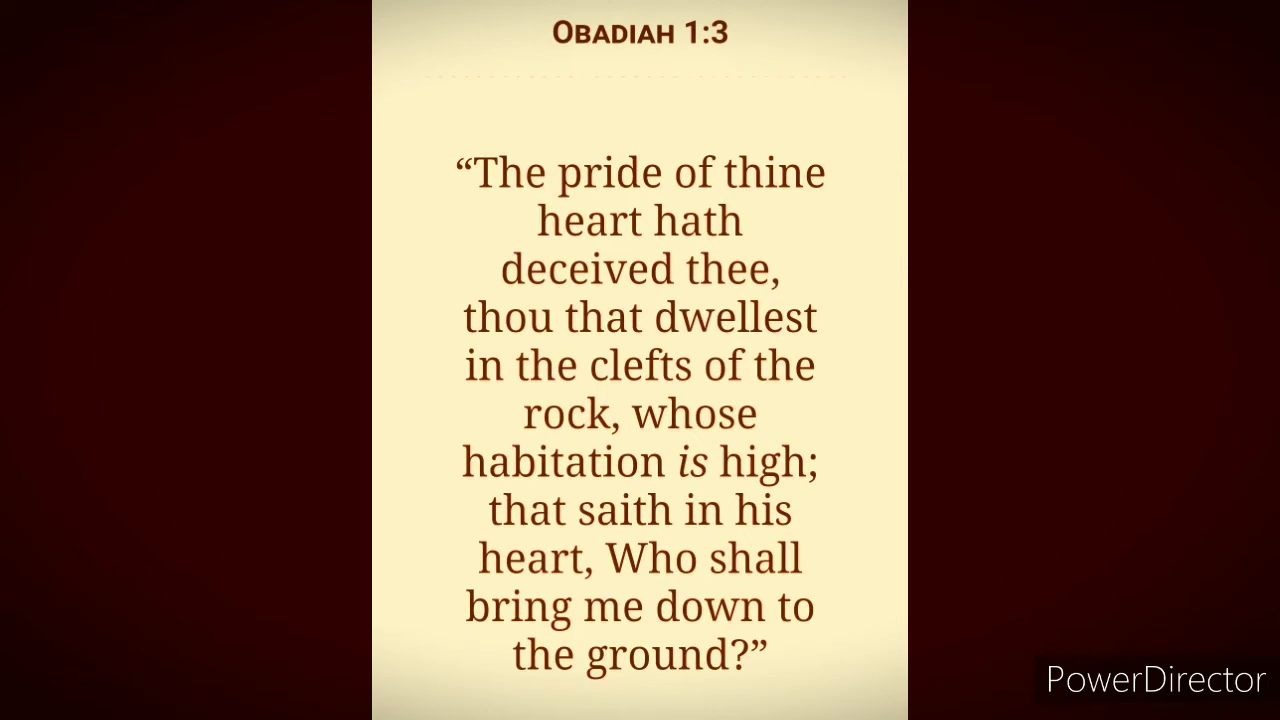 Obadiah 1:3
“The pride of thine
heart hath
deceived thee,
thou that dwellest
in the clefts of the
rock, whose
habitation is high;
that saith in his
heart, Who shall
bring me down to
the ground?”
PowerDirector